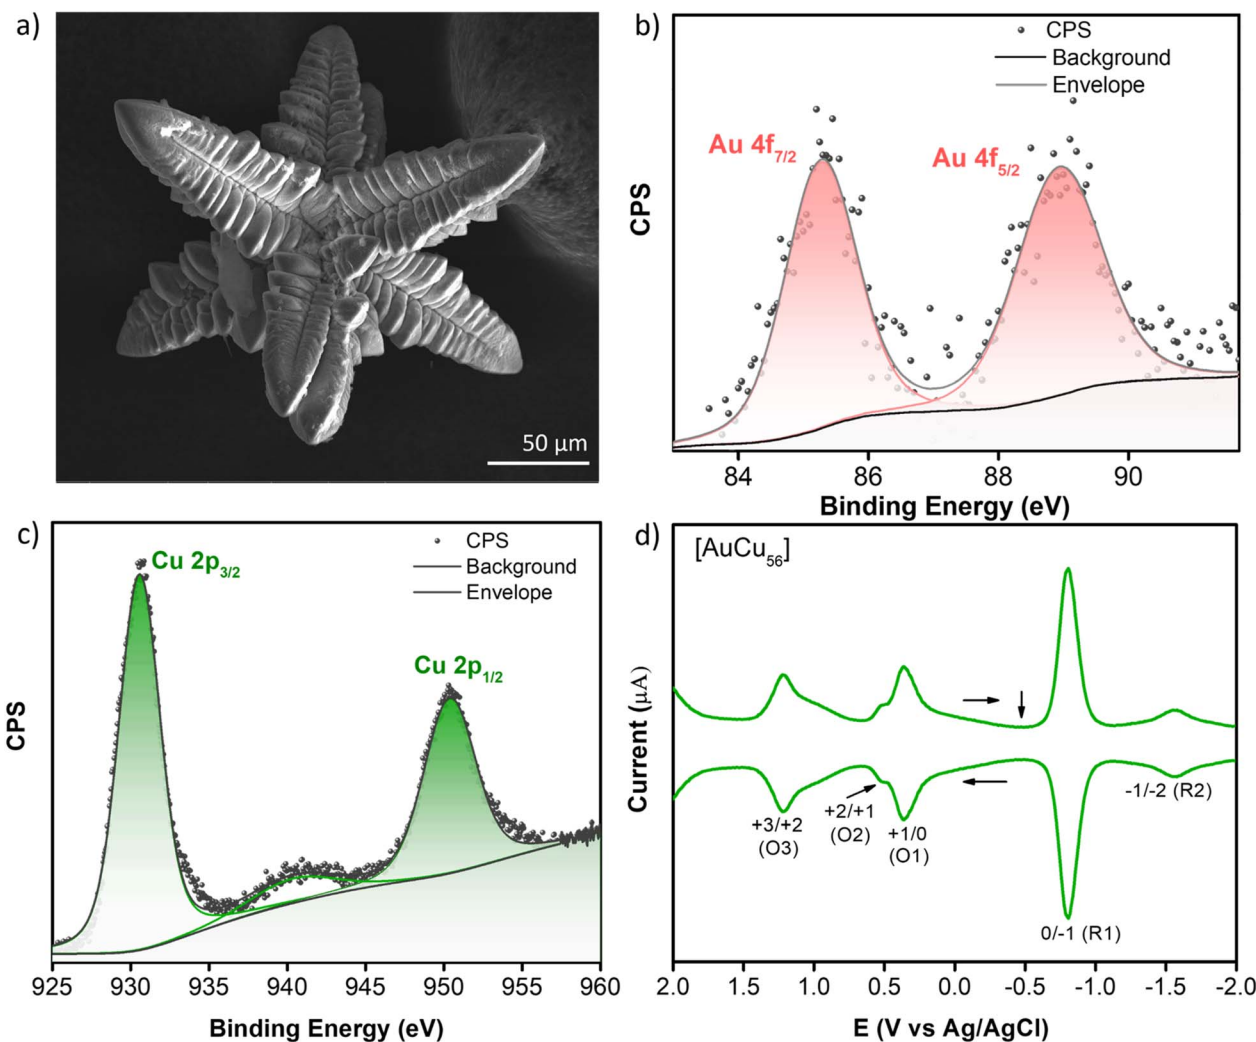 a)
50 µm
b)
CPS
Background
Envelope
Au 4f7/2
Au 4f5/2
CPS
84 86 88 90
Binding Energy (eV)
c)
CPS
Background
Envelope
Cu 2p3/2
Cu 2p1/2
CPS
925 930 935 940 945 950 955 960
Binding Energy (eV)
d)
[AuCu56]
Current (µA)
-1/-2 (R2)
+3/+2
(O3)
+2/+1
(O2)
+1/0
(O1)
0/-1 (R1)
2.0 1.5 1.0 0.5 0.0 -0.5 -1.0 -1.5 -2.0
E (V vs Ag/AgCl)